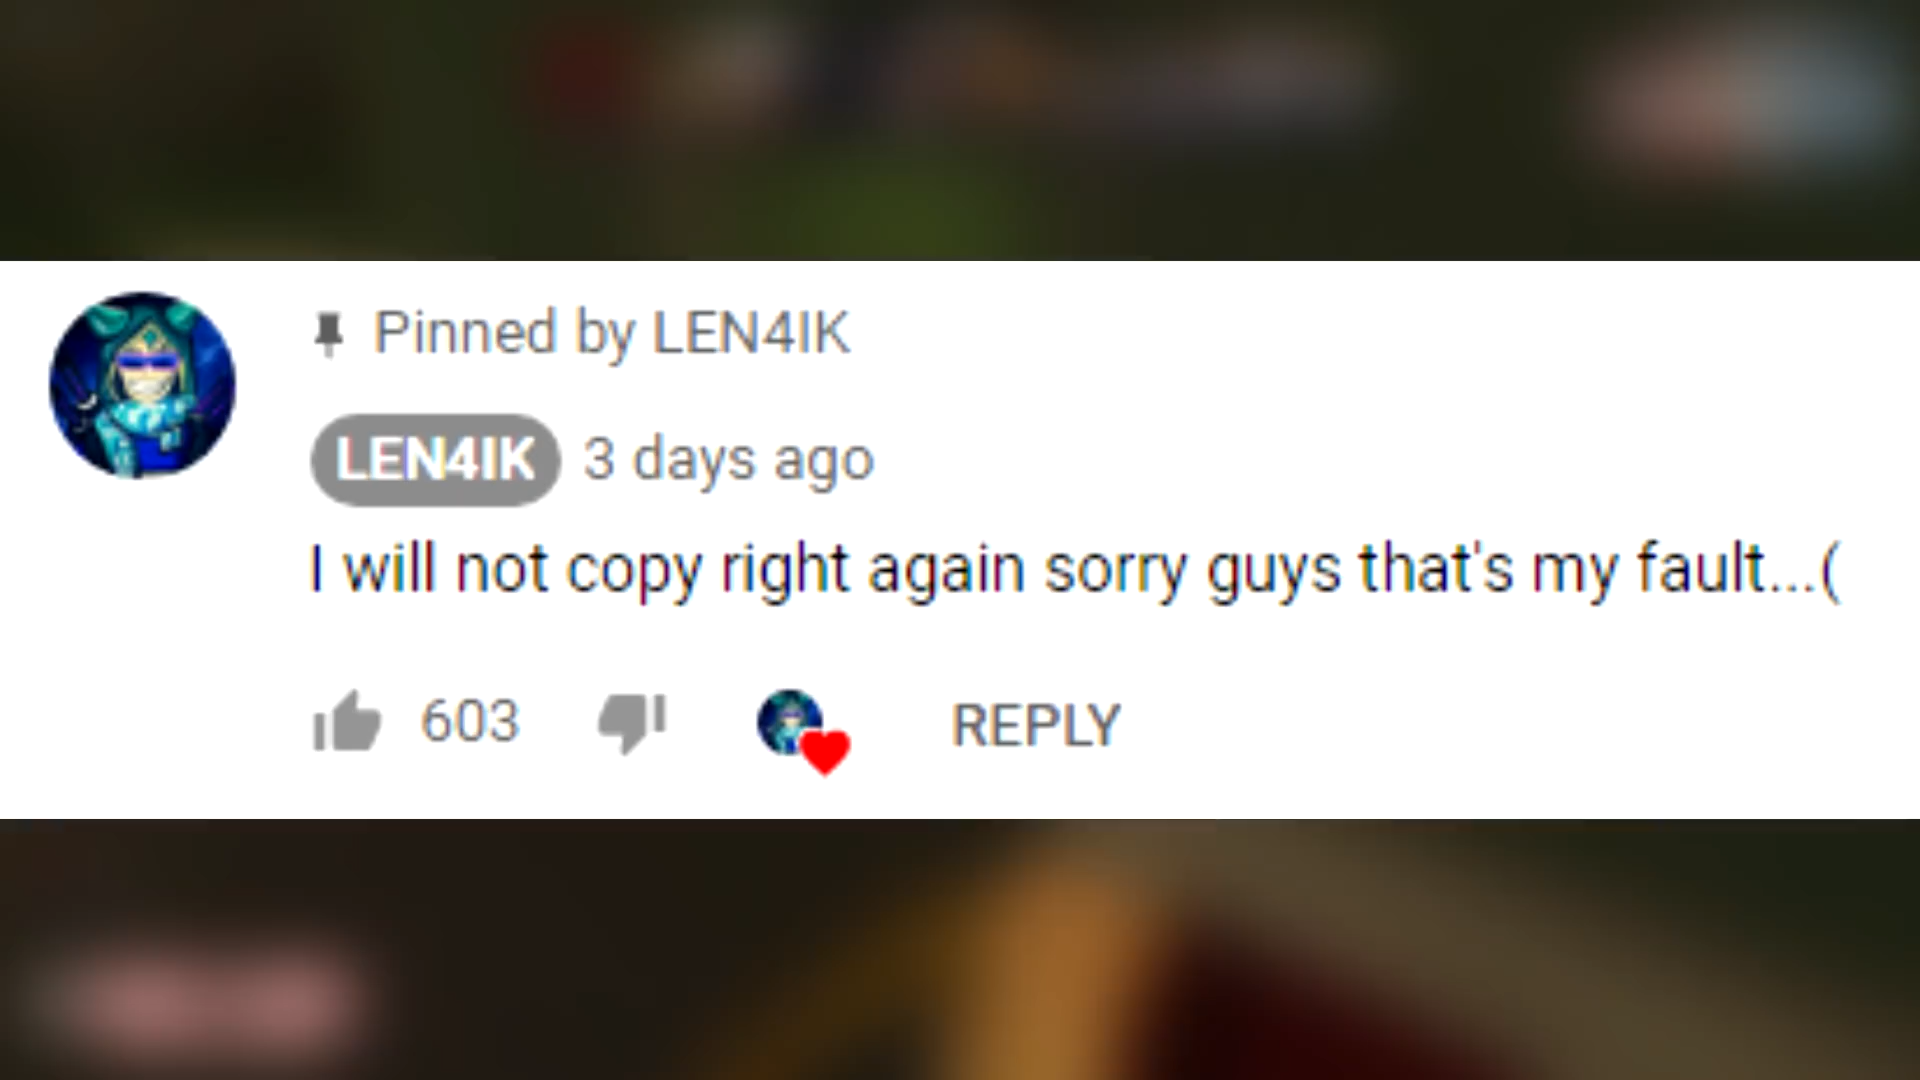 Pinned by LEN4IK
LEN4IK 3 days ago
I will not copy right again sorry guys that's my fault...(
603
REPLY